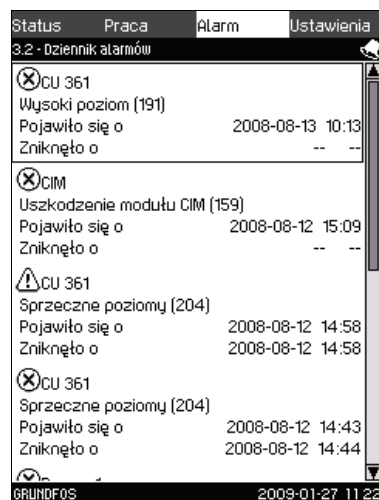 Status Praca Alarm Ustawienia
3.2 - Dziennik alarmów
CU 361
Wysoki poziom (191)
Pojawiło się o 2008-08-13 10:13
Zniknęło o -- --
CIM
Uszkodzenie modułu CIM (159)
Pojawiło się o 2008-08-12 15:09
Zniknęło o -- --
CU 361
Sprzeczne poziomy (204)
Pojawiło się o 2008-08-12 14:58
Zniknęło o 2008-08-12 14:58
CU 361
Sprzeczne poziomy (204)
Pojawiło się o 2008-08-12 14:43
Zniknęło o 2008-08-12 14:44
GRUNDFOS 2009-01-27 11:22